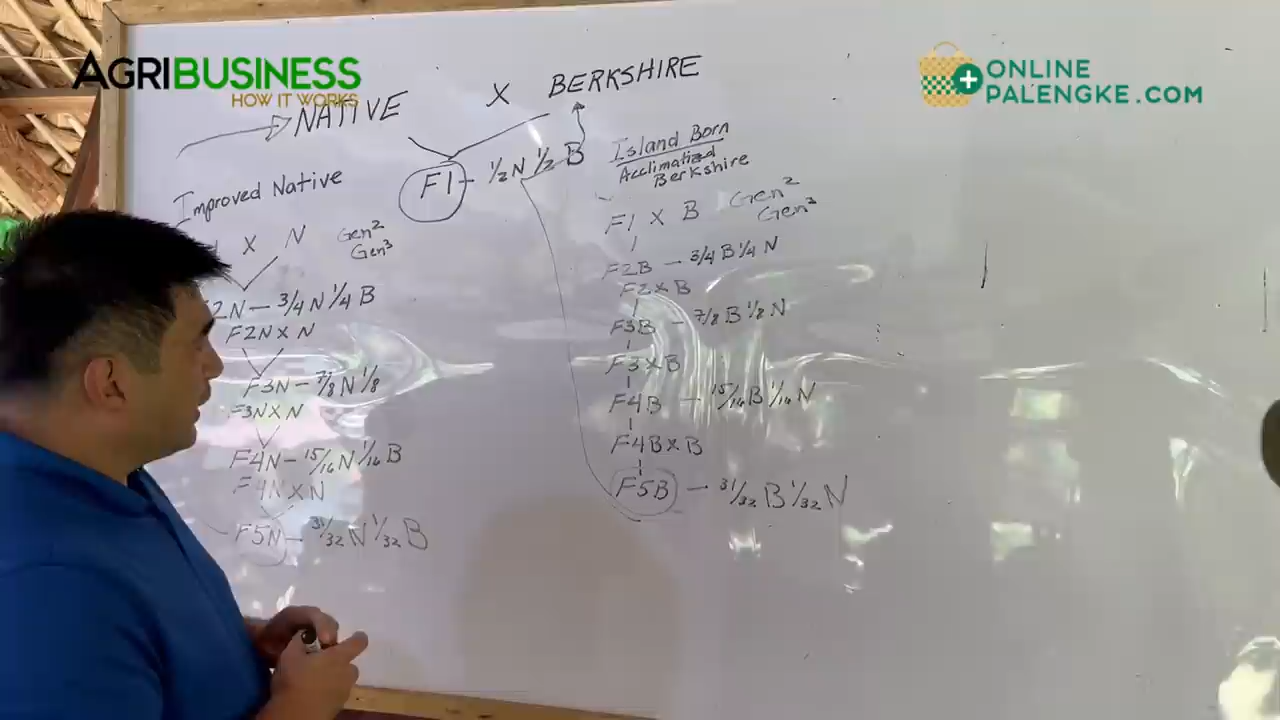 AGRIBUSINESS
HOW IT WORKS
ONLINE
PALENGKE.COM
NATIVE X BERKSHIRE
F1 - 1/2 N 1/2 B
Improved Native
X N Gen2
Gen3
2N - 3/4 N 1/4 B
F2N X N
F3N - 7/8 N 1/8
F3N X N
F4N - 15/16 N 1/16 B
F4N X N
F5N - 31/32 N 1/32 B
Island Born
Acclimatized
Berkshire
F1 X B Gen2
Gen3
F2B - 3/4 B 1/4 N
F2 X B
F3B - 7/8 B 1/8 N
F3 X B
F4B - 15/16 B 1/16 N
F4B X B
F5B - 31/32 B 1/32 N